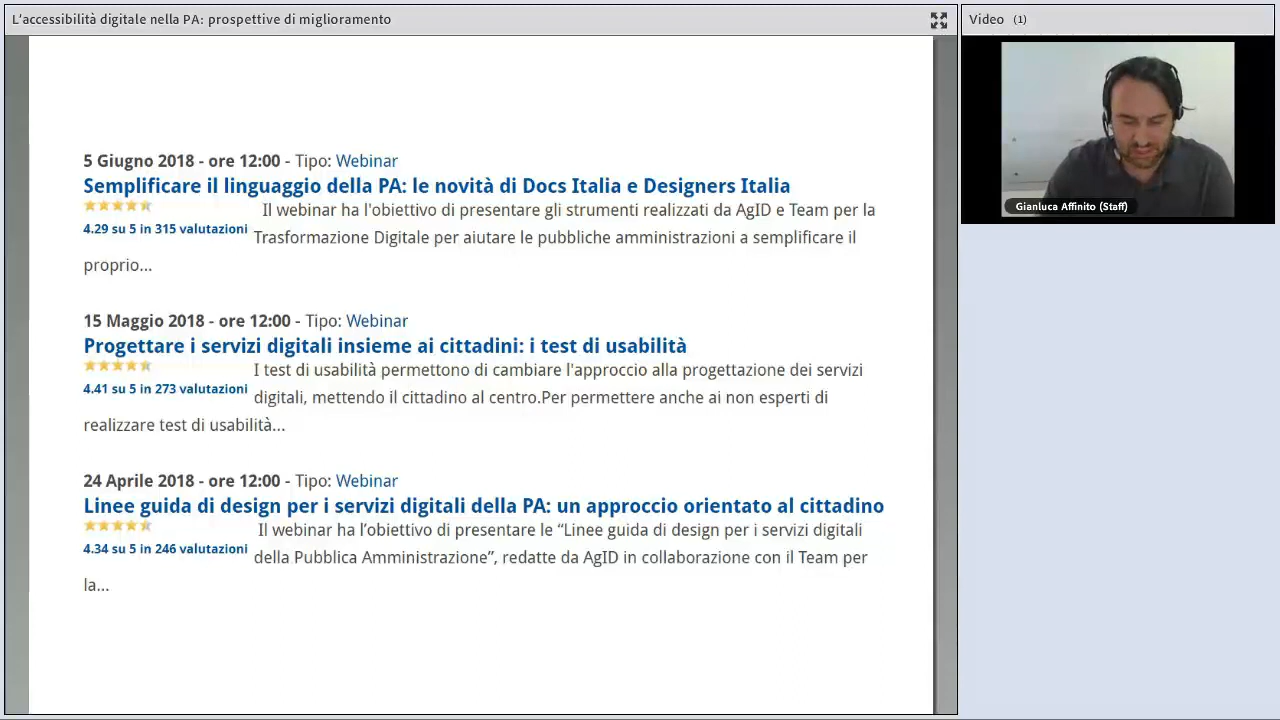 L'accessibilità digitale nella PA: prospettive di miglioramento
Video (1)
Gianluca Affinito (Staff)
5 Giugno 2018 - ore 12:00 - Tipo: Webinar
Semplificare il linguaggio della PA: le novità di Docs Italia e Designers Italia
Il webinar ha l'obiettivo di presentare gli strumenti realizzati da AgID e Team per la
4.29 su 5 in 315 valutazioni
Trasformazione Digitale per aiutare le pubbliche amministrazioni a semplificare il
proprio...
15 Maggio 2018 - ore 12:00 - Tipo: Webinar
Progettare i servizi digitali insieme ai cittadini: i test di usabilità
I test di usabilità permettono di cambiare l'approccio alla progettazione dei servizi
4.41 su 5 in 273 valutazioni
digitali, mettendo il cittadino al centro.Per permettere anche ai non esperti di
realizzare test di usabilità...
24 Aprile 2018 - ore 12:00 - Tipo: Webinar
Linee guida di design per i servizi digitali della PA: un approccio orientato al cittadino
Il webinar ha l’obiettivo di presentare le “Linee guida di design per i servizi digitali
4.34 su 5 in 246 valutazioni
della Pubblica Amministrazione”, redatte da AgID in collaborazione con il Team per
la...